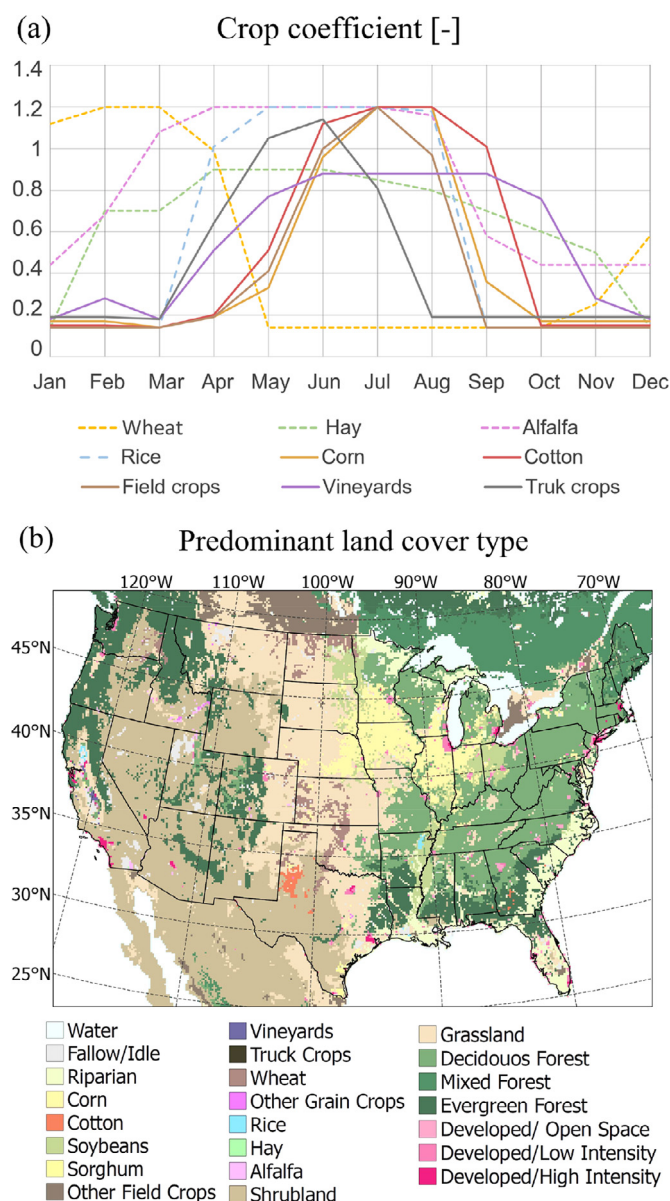 (a) Crop coefficient [-]
1.4
1.2
1
0.8
0.6
0.4
0.2
0
Jan Feb Mar Apr May Jun Jul Aug Sep Oct Nov Dec
Wheat Hay Alfalfa
Rice Corn Cotton
Field crops Vineyards Truk crops
(b) Predominant land cover type
120°W 110°W 100°W 90°W 80°W 70°W
45°N
40°N
35°N
30°N
25°N
Water Vineyards Grassland
Fallow/Idle Truck Crops Decidouos Forest
Riparian Wheat Mixed Forest
Corn Other Grain Crops Evergreen Forest
Cotton Rice Developed/ Open Space
Soybeans Hay Developed/Low Intensity
Sorghum Alfalfa Developed/High Intensity
Other Field Crops Shrubland